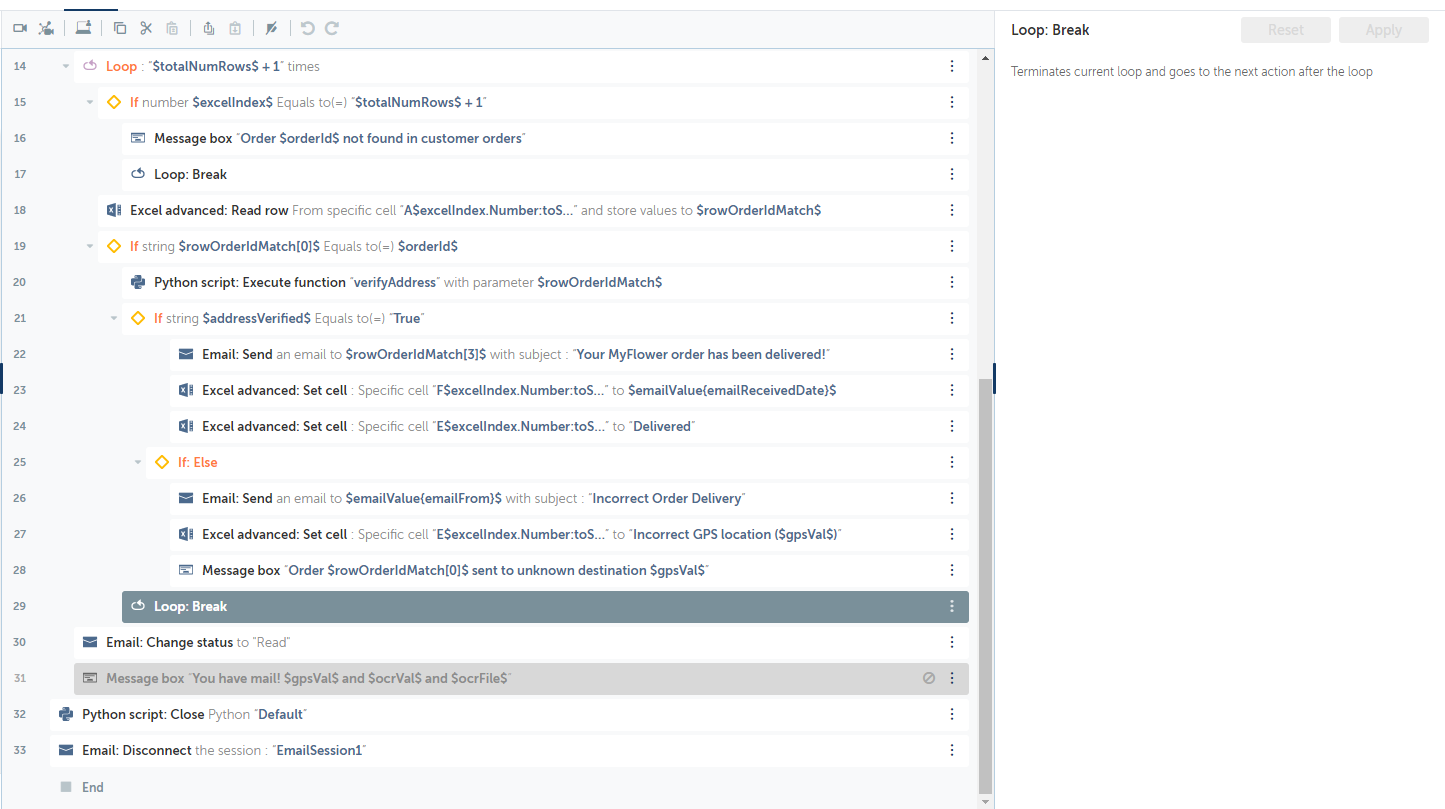 Loop: Break
Reset
Apply
Terminates current loop and goes to the next action after the loop
14 Loop : "$totalNumRows$ + 1" times
15 If number $excelIndex$ Equals to(=) "$totalNumRows$ + 1"
16 Message box "Order $orderId$ not found in customer orders"
17 Loop: Break
18 Excel advanced: Read row From specific cell "A$excelIndex.Number:toS..." and store values to $rowOrderIdMatch$
19 If string $rowOrderIdMatch[0]$ Equals to(=) $orderId$
20 Python script: Execute function "verifyAddress" with parameter $rowOrderIdMatch$
21 If string $addressVerified$ Equals to(=) "True"
22 Email: Send an email to $rowOrderIdMatch[3]$ with subject : "Your MyFlower order has been delivered!"
23 Excel advanced: Set cell : Specific cell "F$excelIndex.Number:toS..." to $emailValue{emailReceivedDate}$
24 Excel advanced: Set cell : Specific cell "E$excelIndex.Number:toS..." to "Delivered"
25 If: Else
26 Email: Send an email to $emailValue{emailFrom}$ with subject : "Incorrect Order Delivery"
27 Excel advanced: Set cell : Specific cell "E$excelIndex.Number:toS..." to "Incorrect GPS location ($gpsVal$)"
28 Message box "Order $rowOrderIdMatch[0]$ sent to unknown destination $gpsVal$"
29 Loop: Break
30 Email: Change status to "Read"
31 Message box "You have mail! $gpsVal$ and $ocrVal$ and $ocrFile$"
32 Python script: Close Python "Default"
33 Email: Disconnect the session : "EmailSession1"
End